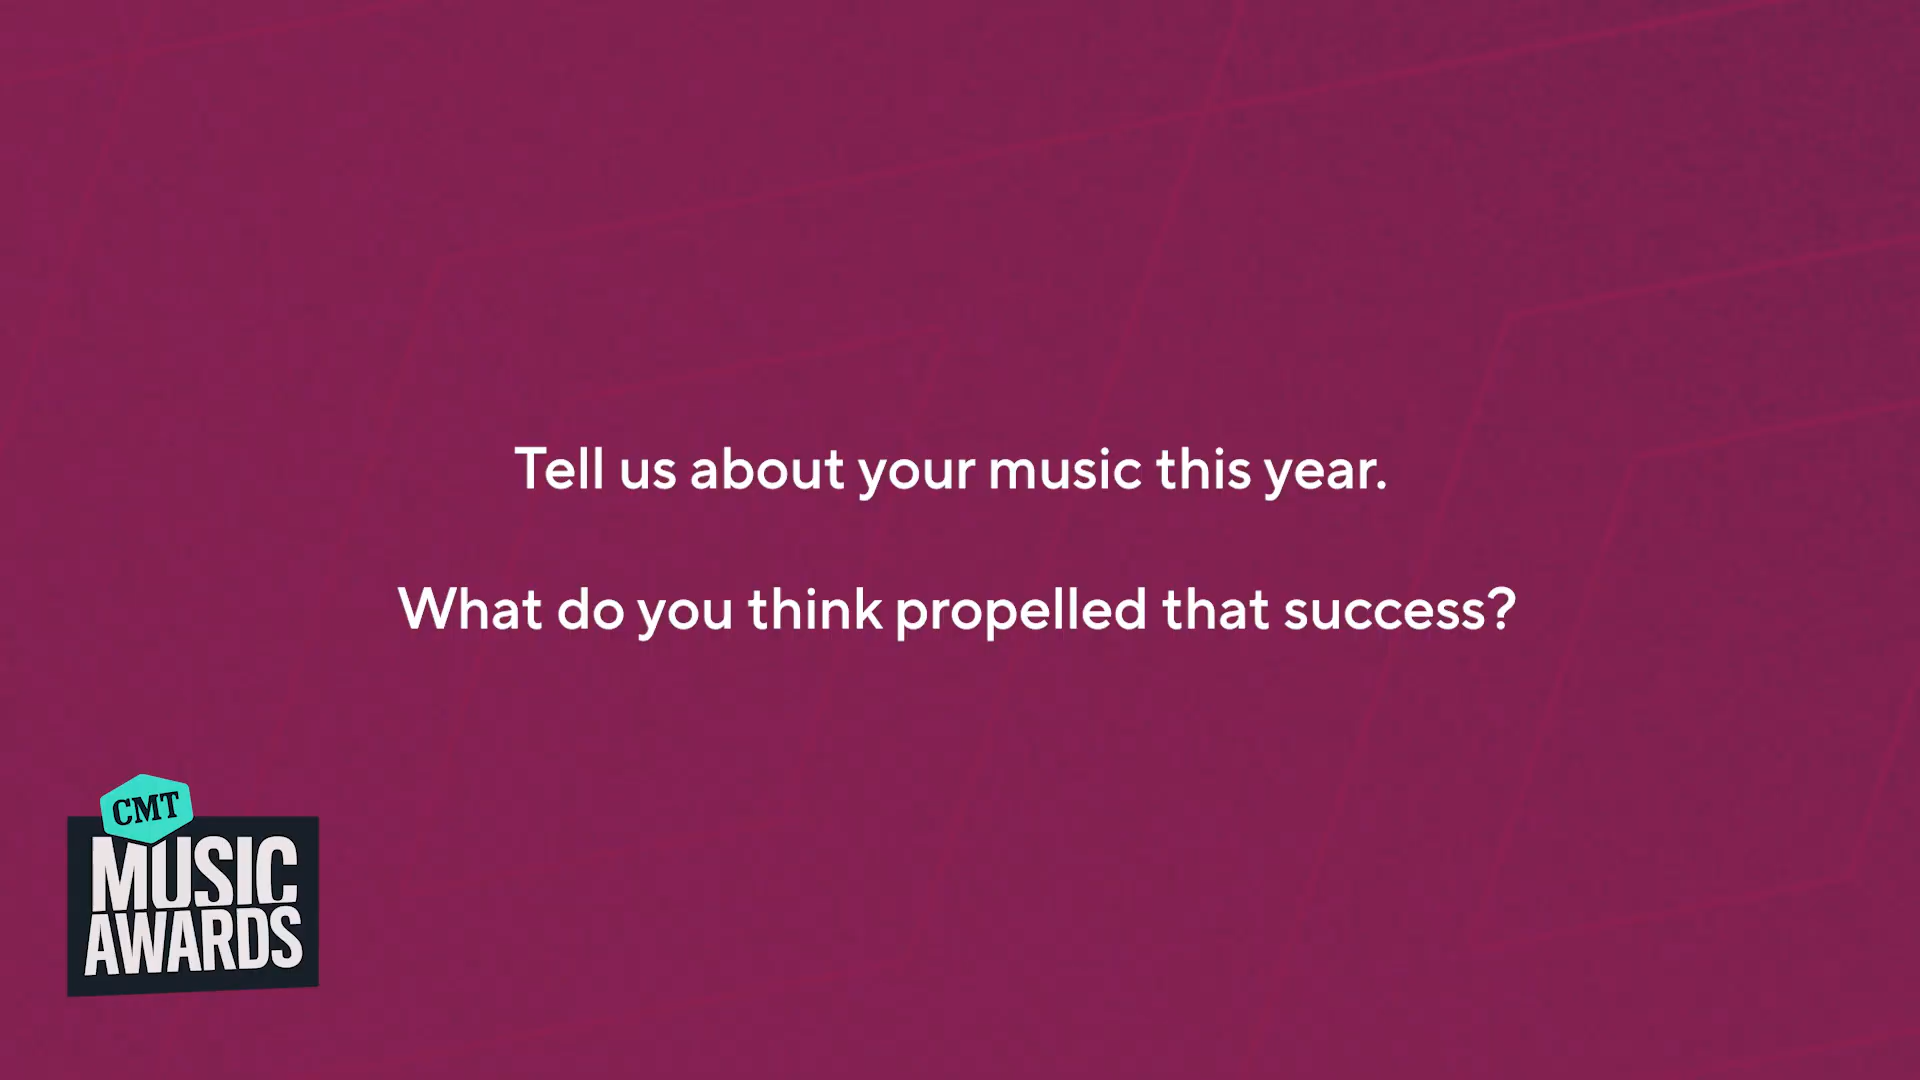 Tell us about your music this year.
What do you think propelled that success?
CMT
MUSIC
AWARDS